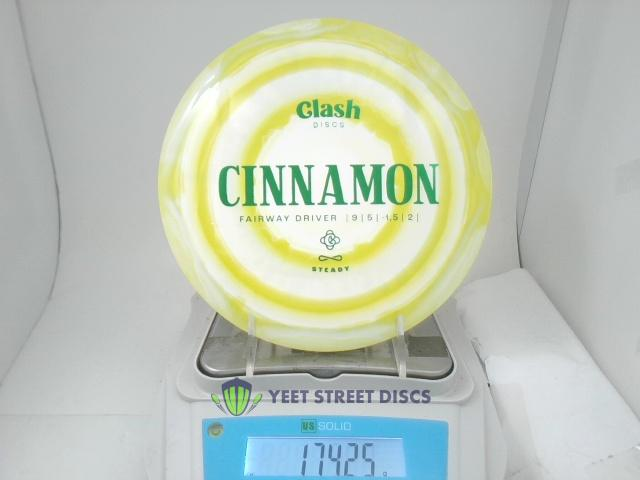 Clash
DISCS
CINNAMON
FAIRWAY DRIVER | 9 | 5 | -1,5 | 2 |
STEADY
YEET STREET DISCS
US SOLID
174.25 g